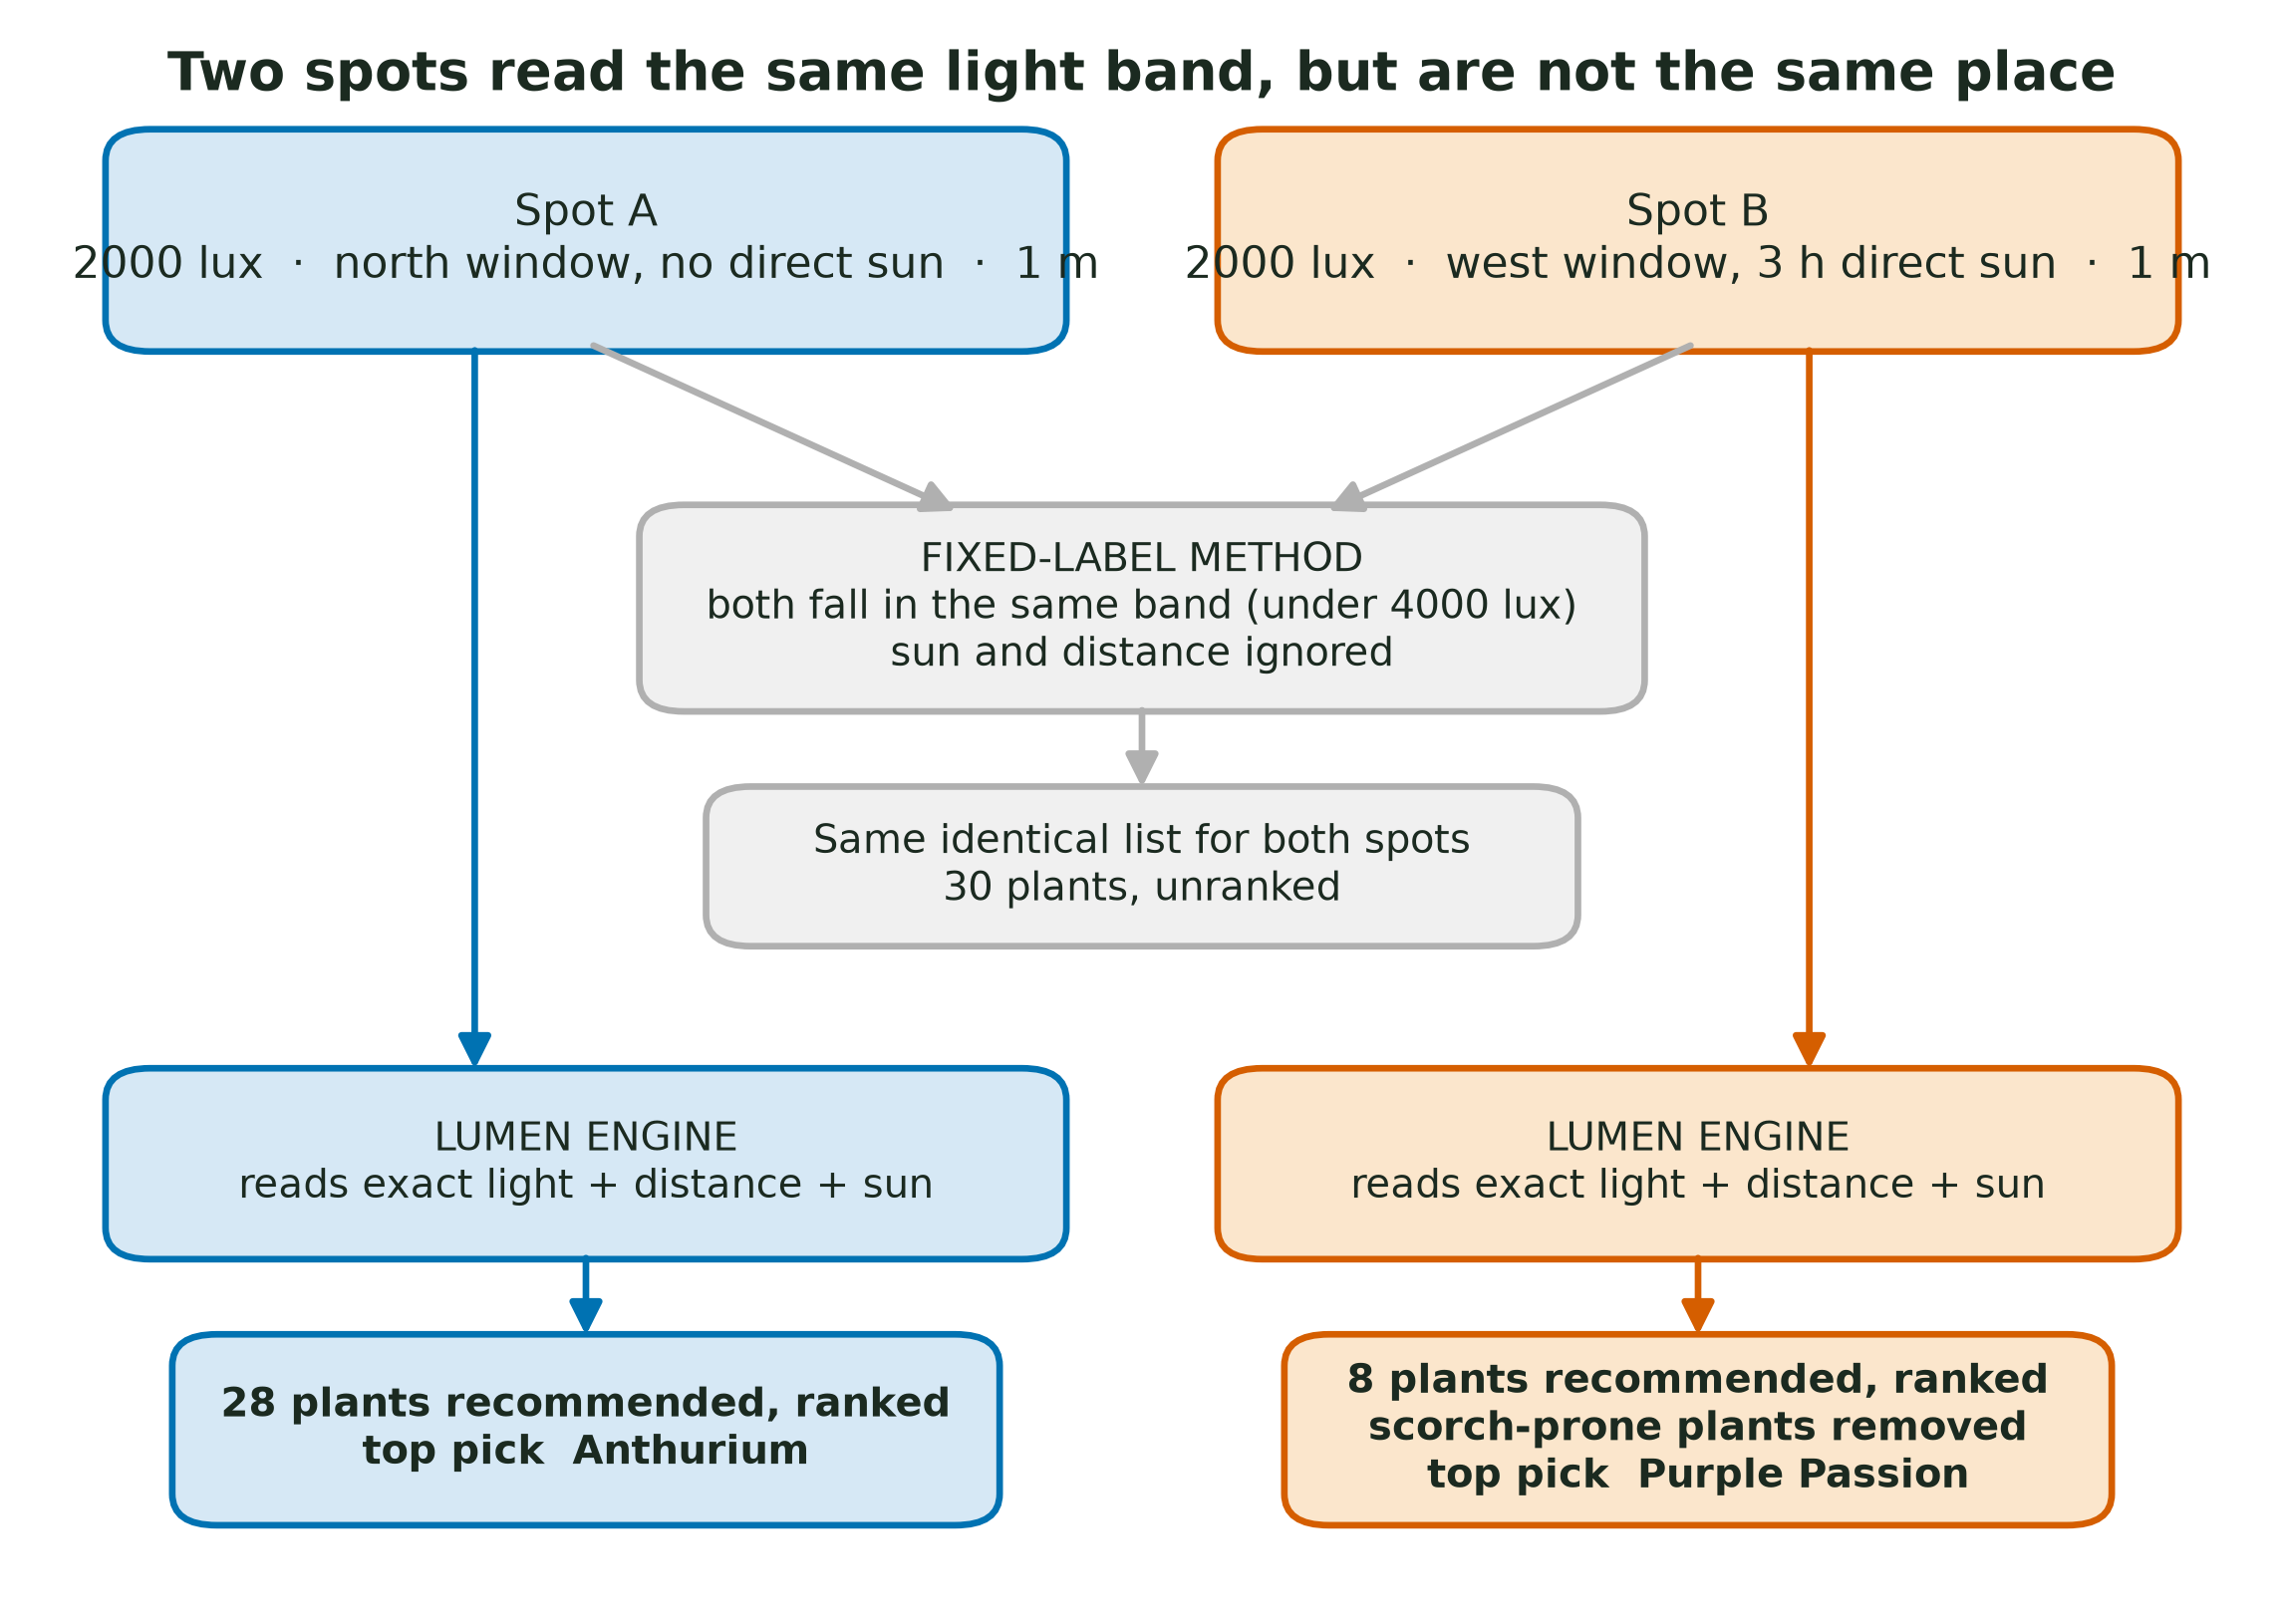 Two spots read the same light band, but are not the same place
Spot A
2000 lux · north window, no direct sun · 1 m
Spot B
2000 lux · west window, 3 h direct sun · 1 m
FIXED-LABEL METHOD
both fall in the same band (under 4000 lux)
sun and distance ignored
Same identical list for both spots
30 plants, unranked
LUMEN ENGINE
reads exact light + distance + sun
LUMEN ENGINE
reads exact light + distance + sun
28 plants recommended, ranked
top pick Anthurium
8 plants recommended, ranked
scorch-prone plants removed
top pick Purple Passion